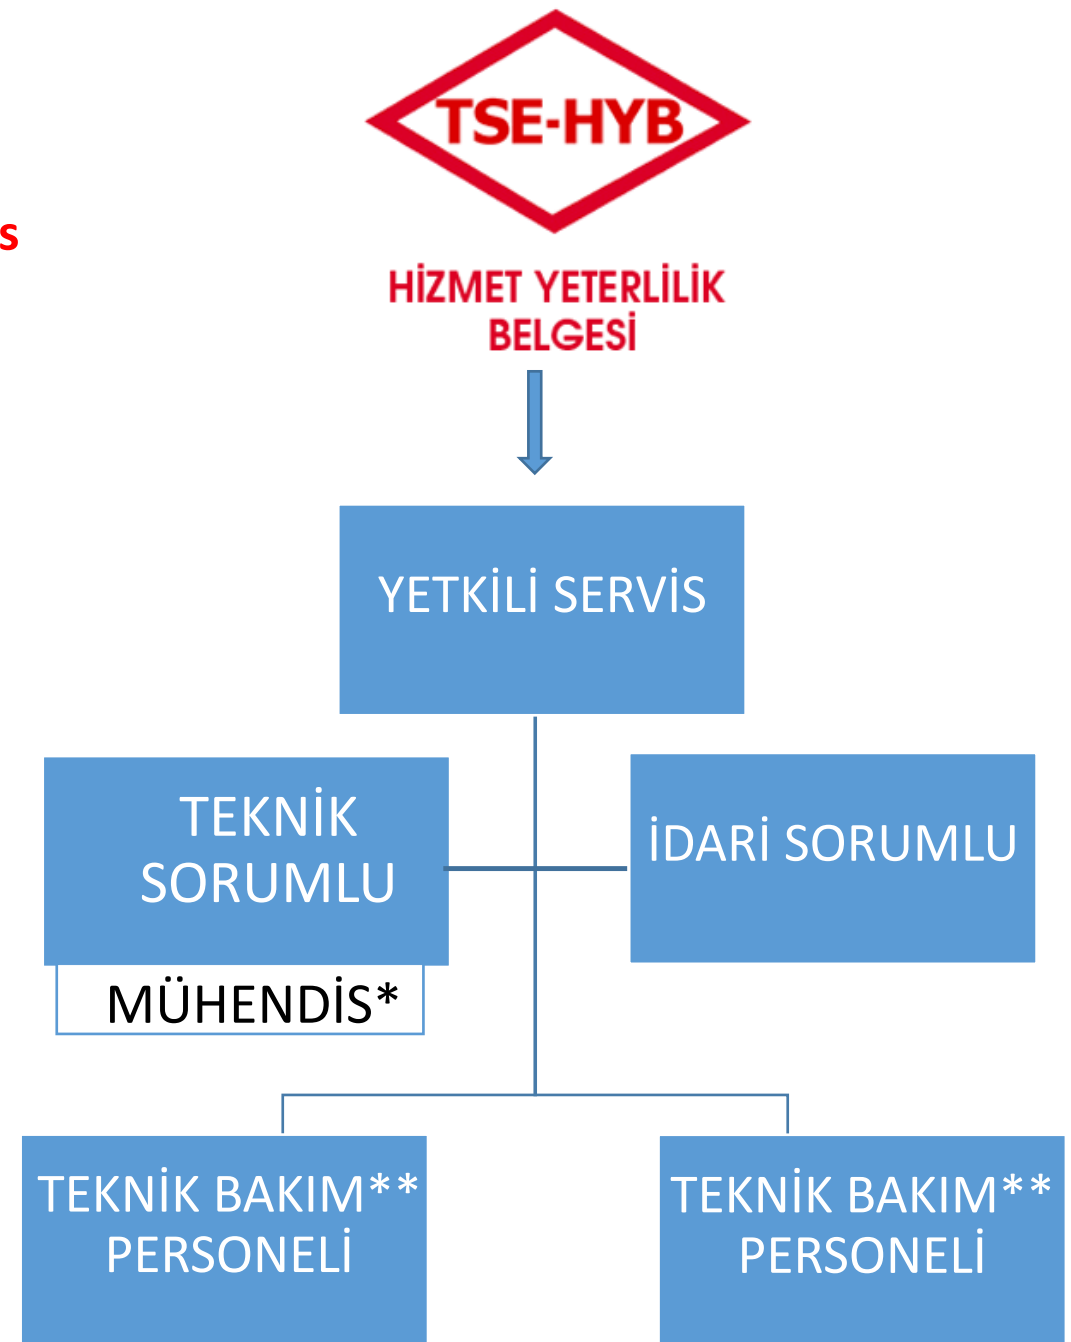 TSE-HYB
s
HİZMET YETERLİLİK
BELGESİ
YETKİLİ SERVİS
TEKNİK
SORUMLU
İDARİ SORUMLU
MÜHENDİS*
TEKNİK BAKIM**
PERSONELİ
TEKNİK BAKIM**
PERSONELİ